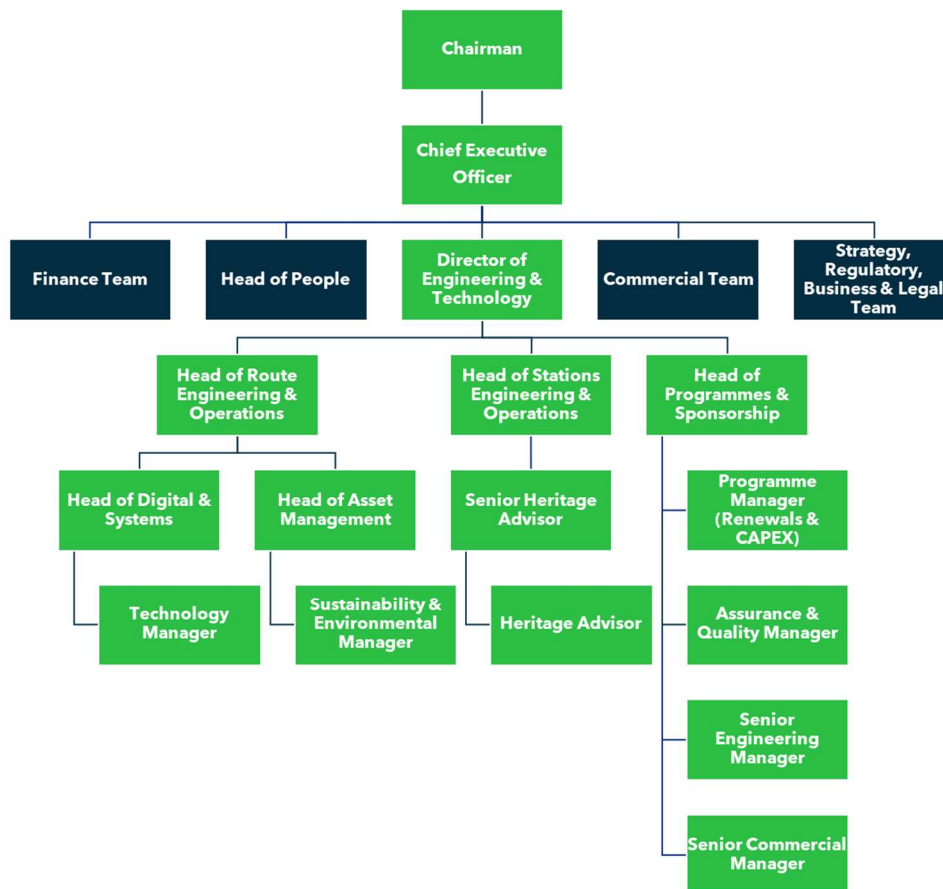 Chairman
Chief Executive
Officer
Finance Team
Head of People
Director of
Engineering &
Technology
Commercial Team
Strategy,
Regulatory,
Business & Legal
Team
Head of Route
Engineering &
Operations
Head of Stations
Engineering &
Operations
Head of
Programmes &
Sponsorship
Head of Digital &
Systems
Head of Asset
Management
Senior Heritage
Advisor
Programme
Manager
(Renewals &
CAPEX)
Technology
Manager
Sustainability &
Environmental
Manager
Heritage Advisor
Assurance &
Quality Manager
Senior
Engineering
Manager
Senior Commercial
Manager